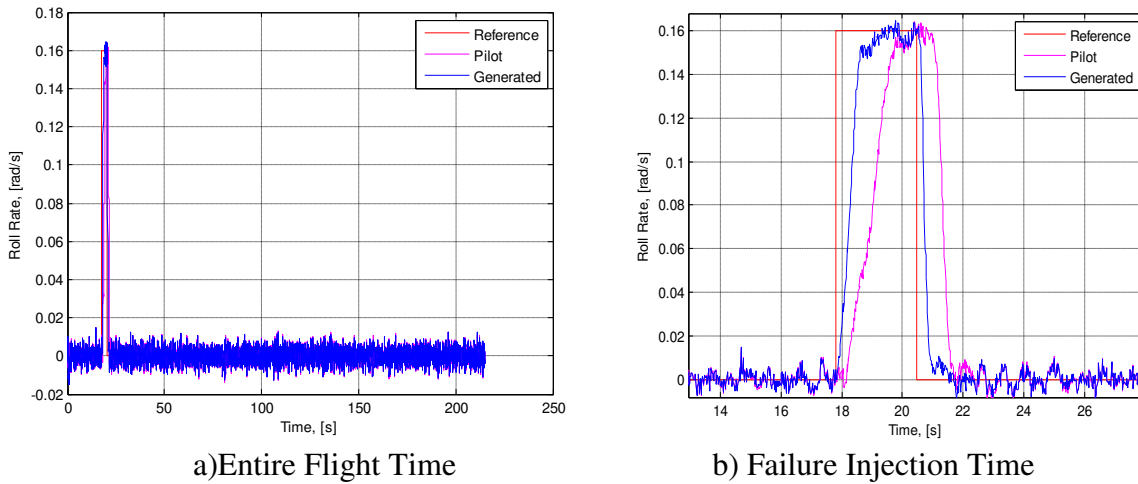 0.18
0.16
0.14
0.12
0.1
0.08
0.06
0.04
0.02
0
-0.02
Roll Rate, [rad/s]
Reference
Pilot
Generated
0 50 100 150 200 250
Time, [s]
a)Entire Flight Time
0.16
0.14
0.12
0.1
0.08
0.06
0.04
0.02
0
Roll Rate, [rad/s]
Reference
Pilot
Generated
14 16 18 20 22 24 26
Time, [s]
b) Failure Injection Time